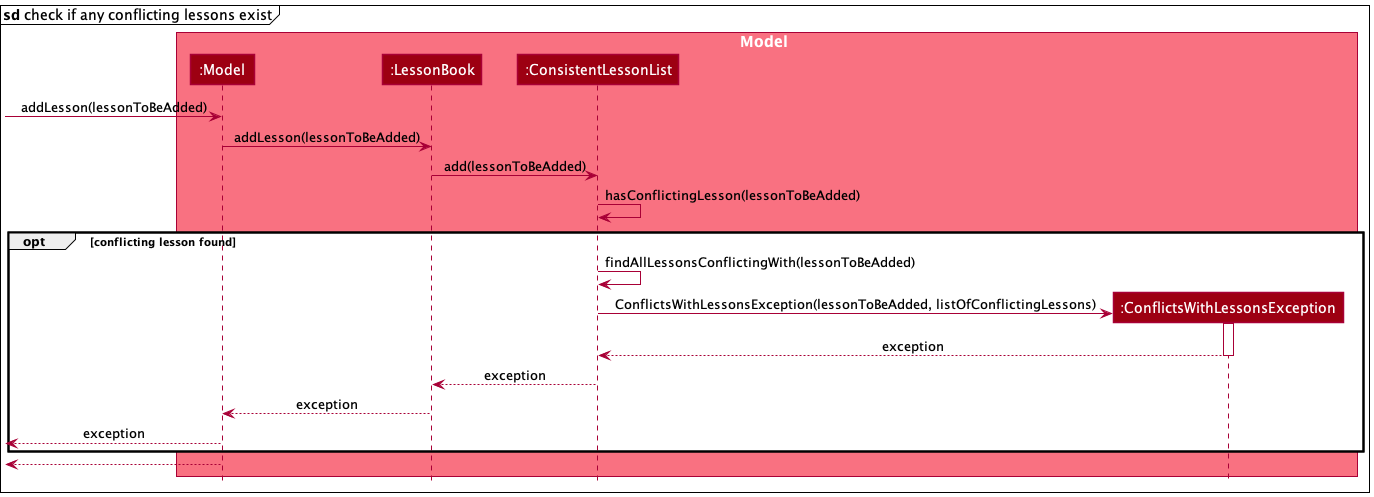 sd check if any conflicting lessons exist
Model
:Model
:LessonBook
:ConsistentLessonList
addLesson(lessonToBeAdded)
addLesson(lessonToBeAdded)
add(lessonToBeAdded)
hasConflictingLesson(lessonToBeAdded)
opt
[conflicting lesson found]
findAllLessonsConflictingWith(lessonToBeAdded)
ConflictsWithLessonsException(lessonToBeAdded, listOfConflictingLessons)
:ConflictsWithLessonsException
exception
exception
exception
exception